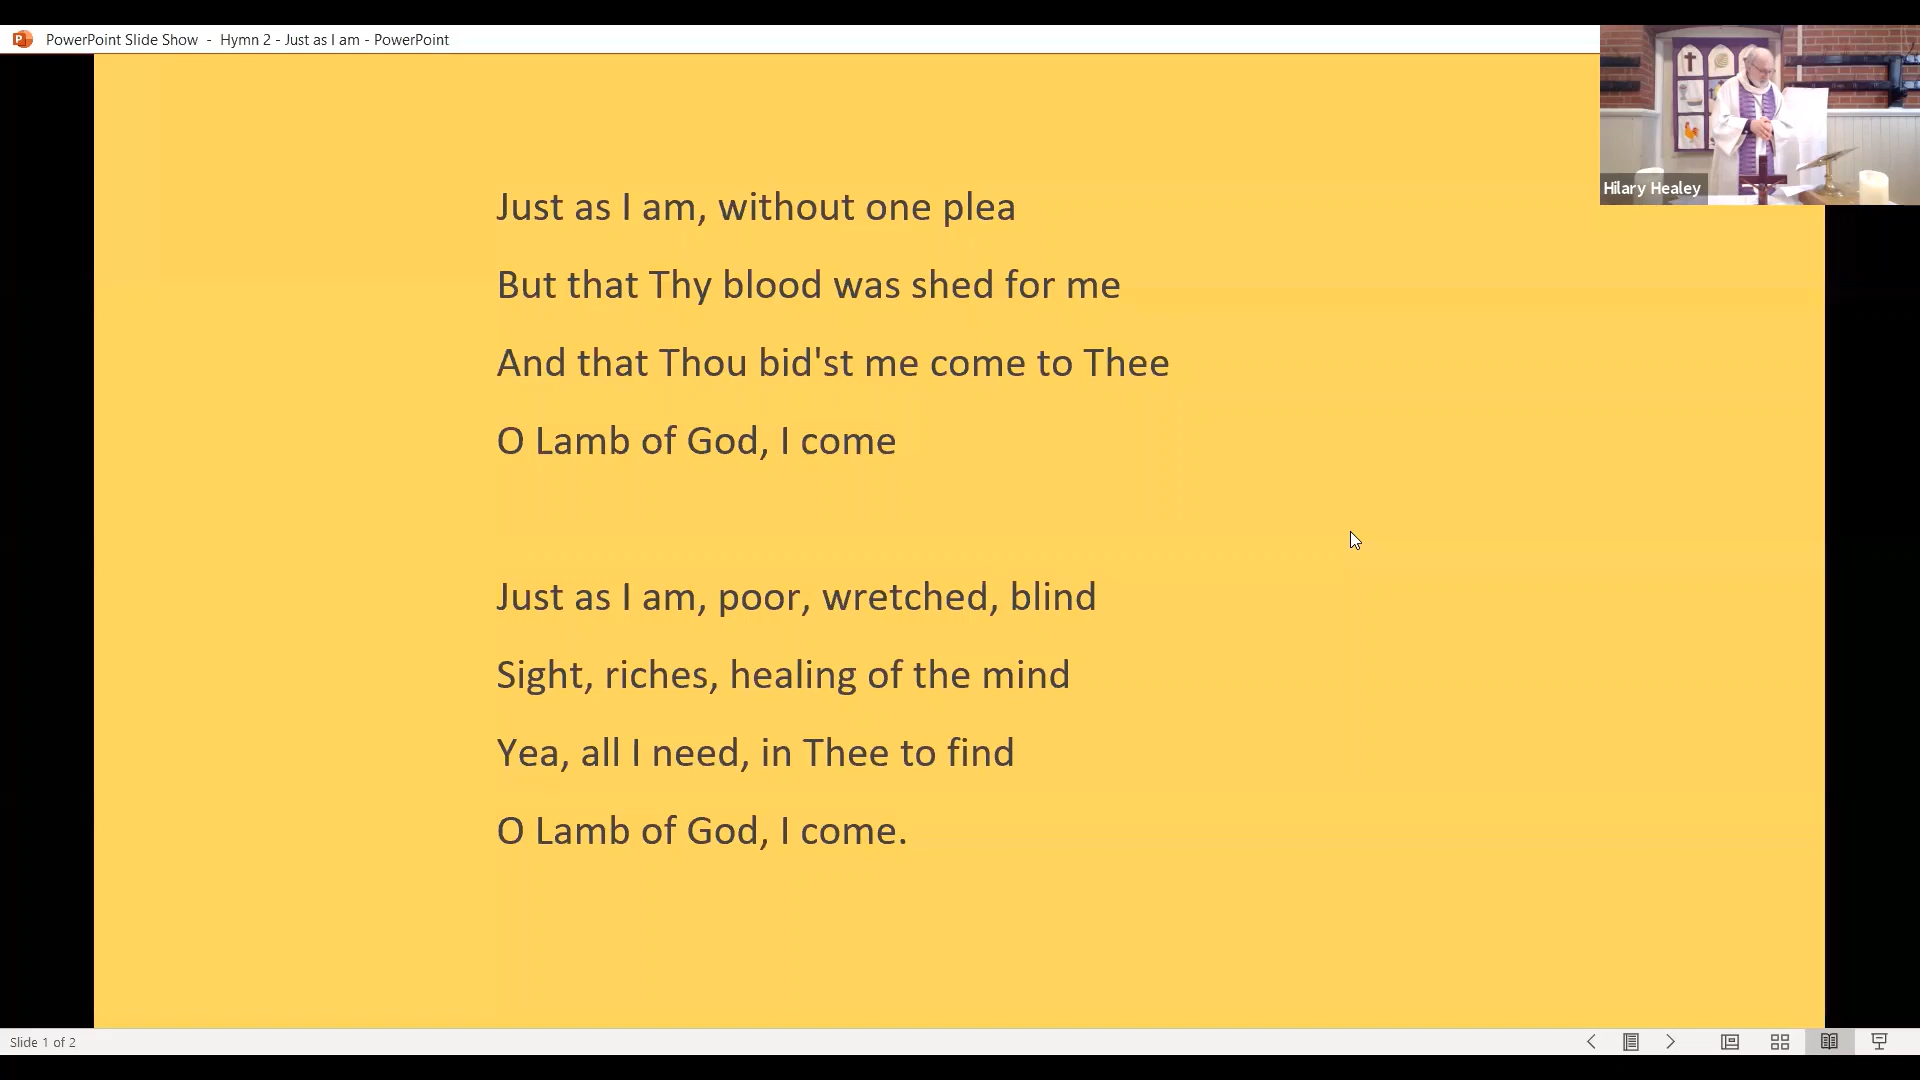 PowerPoint Slide Show - Hymn 2 - Just as I am - PowerPoint
Hilary Healey
Just as I am, without one plea
But that Thy blood was shed for me
And that Thou bid'st me come to Thee
O Lamb of God, I come
Just as I am, poor, wretched, blind
Sight, riches, healing of the mind
Yea, all I need, in Thee to find
O Lamb of God, I come.
Slide 1 of 2